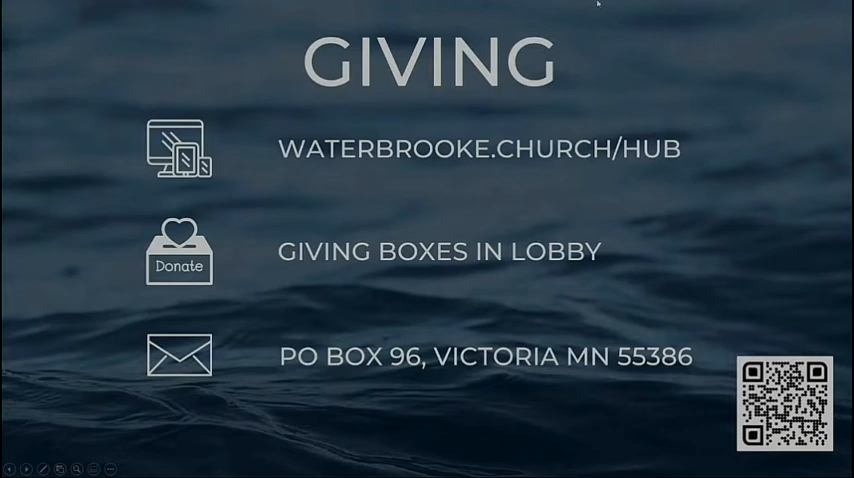 GIVING
WATERBROOKE.CHURCH/HUB
Donate
GIVING BOXES IN LOBBY
PO BOX 96, VICTORIA MN 55386